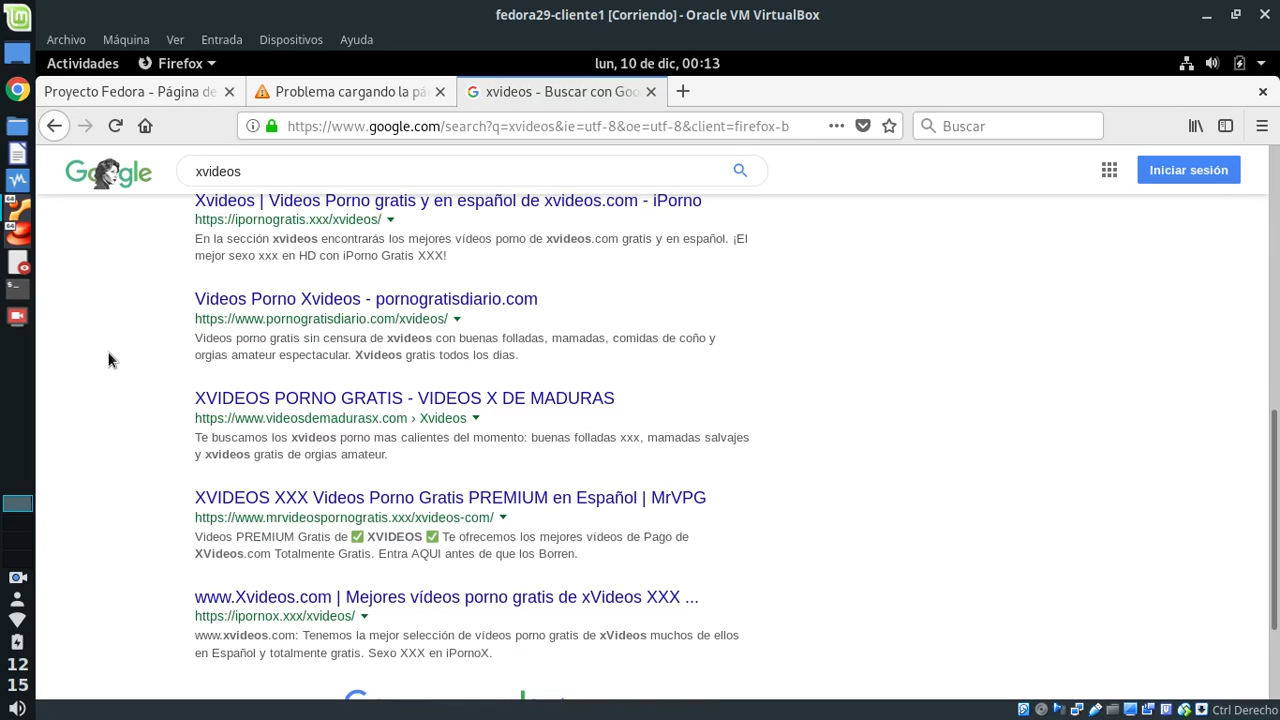 fedora29-cliente1 [Corriendo] - Oracle VM VirtualBox
Archivo Máquina Ver Entrada Dispositivos Ayuda
Actividades Firefox lun, 10 de dic, 00:13
Proyecto Fedora - Página de Problema cargando la pá xvideos - Buscar con Goo
https://www.google.com/search?q=xvideos&ie=utf-8&oe=utf-8&client=firefox-b Buscar
Google xvideos Iniciar sesión
Xvideos | Videos Porno gratis y en español de xvideos.com - iPorno
https://ipornogratis.xxx/xvideos/
En la sección xvideos encontrarás los mejores vídeos porno de xvideos.com gratis y en español. ¡El
mejor sexo xxx en HD con iPorno Gratis XXX!
Videos Porno Xvideos - pornogratisdiario.com
https://www.pornogratisdiario.com/xvideos/
Videos porno gratis sin censura de xvideos con buenas folladas, mamadas, comidas de coño y
orgias amateur espectacular. Xvideos gratis todos los dias.
XVIDEOS PORNO GRATIS - VIDEOS X DE MADURAS
https://www.videosdemadurasx.com › Xvideos
Te buscamos los xvideos porno mas calientes del momento: buenas folladas xxx, mamadas salvajes
y xvideos gratis de orgias amateur.
XVIDEOS XXX Videos Porno Gratis PREMIUM en Español | MrVPG
https://www.mrvideospornogratis.xxx/xvideos-com/
Videos PREMIUM Gratis de ✅ XVIDEOS ✅ Te ofrecemos los mejores vídeos de Pago de
XVideos.com Totalmente Gratis. Entra AQUI antes de que los Borren.
www.Xvideos.com | Mejores vídeos porno gratis de xVideos XXX ...
https://ipornox.xxx/xvideos/
www.xvideos.com: Tenemos la mejor selección de vídeos porno gratis de xVideos muchos de ellos
en Español y totalmente gratis. Sexo XXX en iPornoX.
12
15
Ctrl Derecho